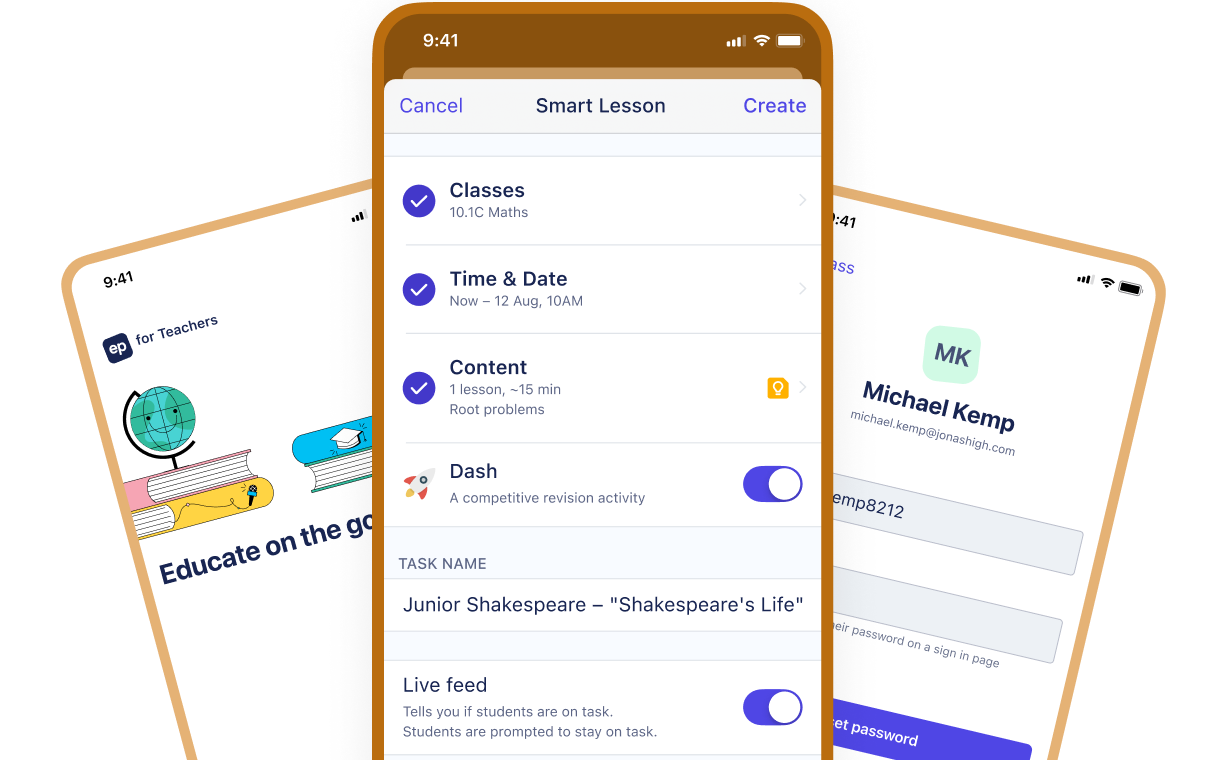 9:41
Cancel
Smart Lesson
Create
Classes
10.1C Maths
Time & Date
Now – 12 Aug, 10AM
Content
1 lesson, ~15 min
Root problems
Dash
A competitive revision activity
TASK NAME
Junior Shakespeare – "Shakespeare's Life"
Live feed
Tells you if students are on task.
Students are prompted to stay on task.
9:41
ep for Teachers
Educate on the go
:41
ass
MK
Michael Kemp
michael.kemp@jonashigh.com
emp8212
heir password on a sign in page
et password